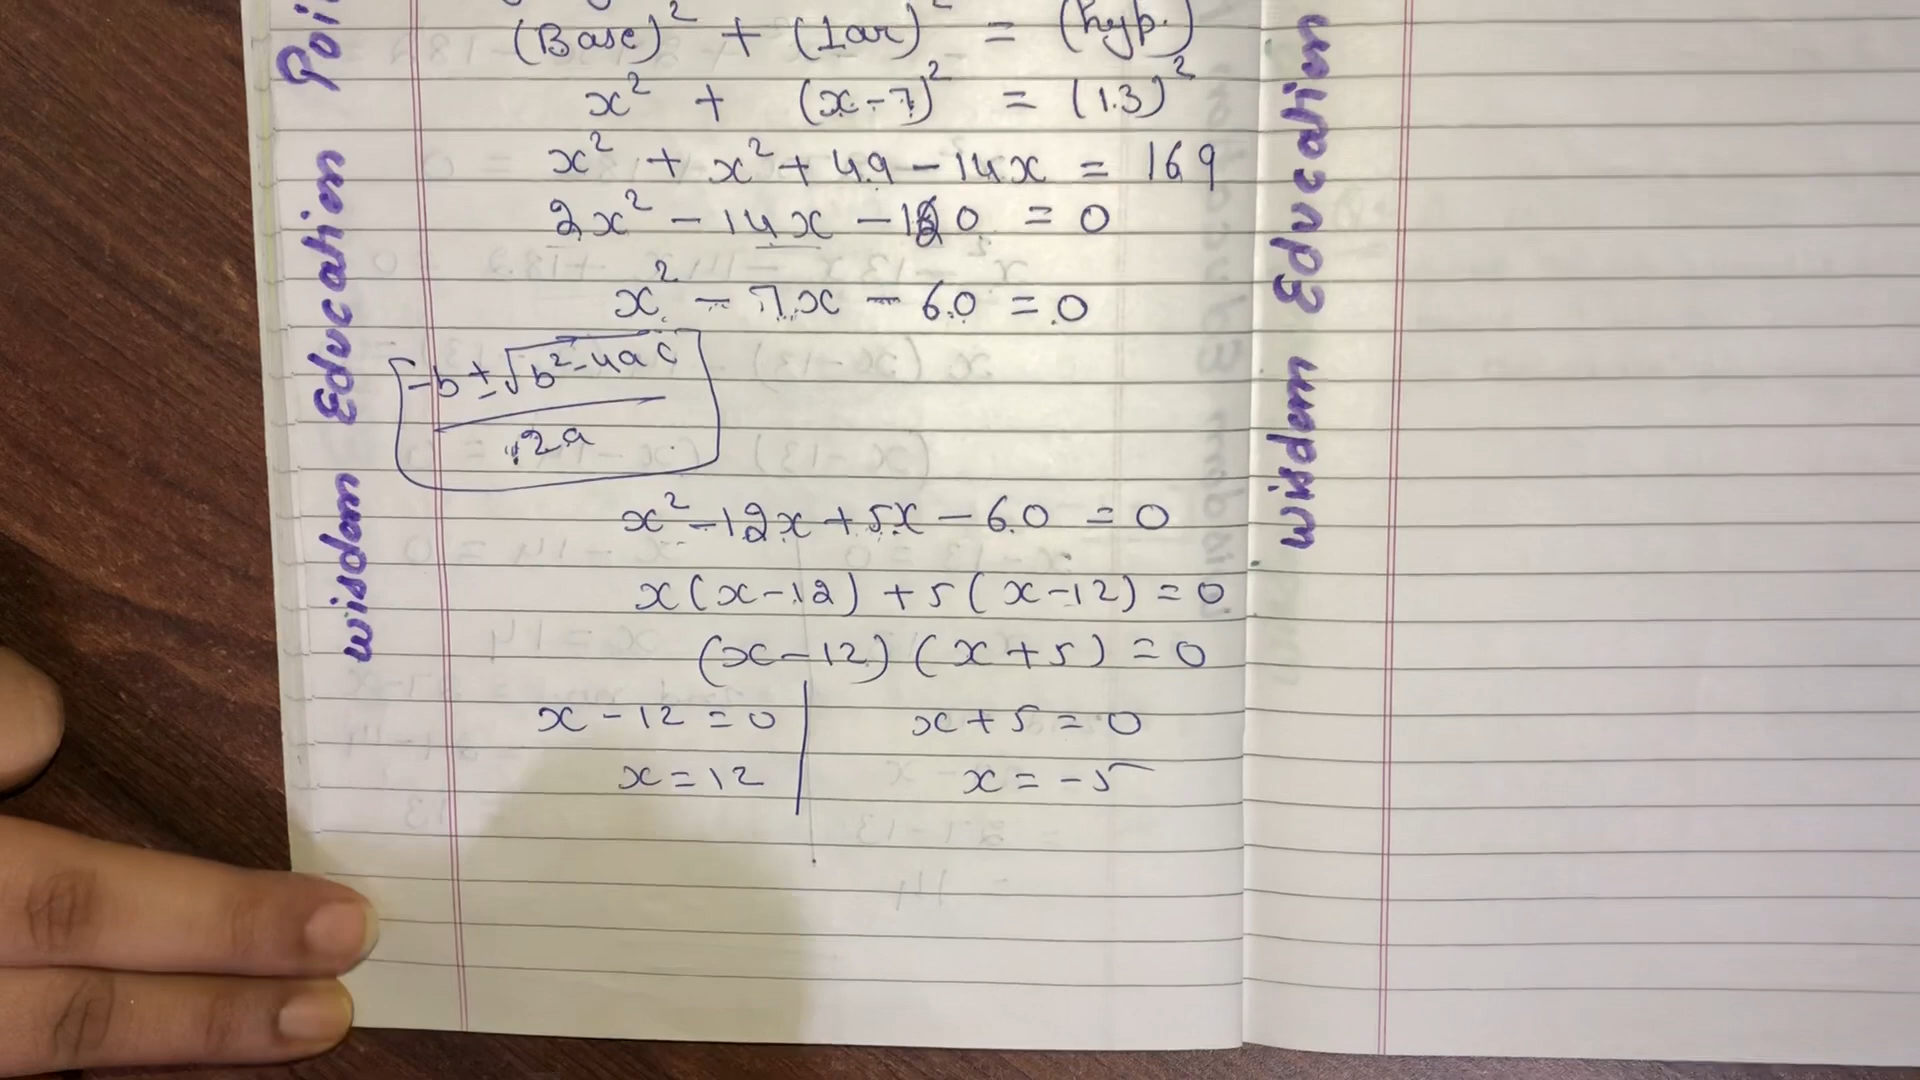 (Base)² + (lar)² = (hyp.)
x² + (x-7)² = (13)²
x² + x² + 49 - 14x = 169
2x² - 14x - 120 = 0
x² - 7x - 60 = 0
-b ± √b²-4ac
2a
x² - 12x + 5x - 60 = 0
x(x-12) + 5(x-12) = 0
(x-12) (x+5) = 0
x - 12 = 0 | x + 5 = 0
x = 12 | x = -5
wisdom Education Poi
wisdom Education